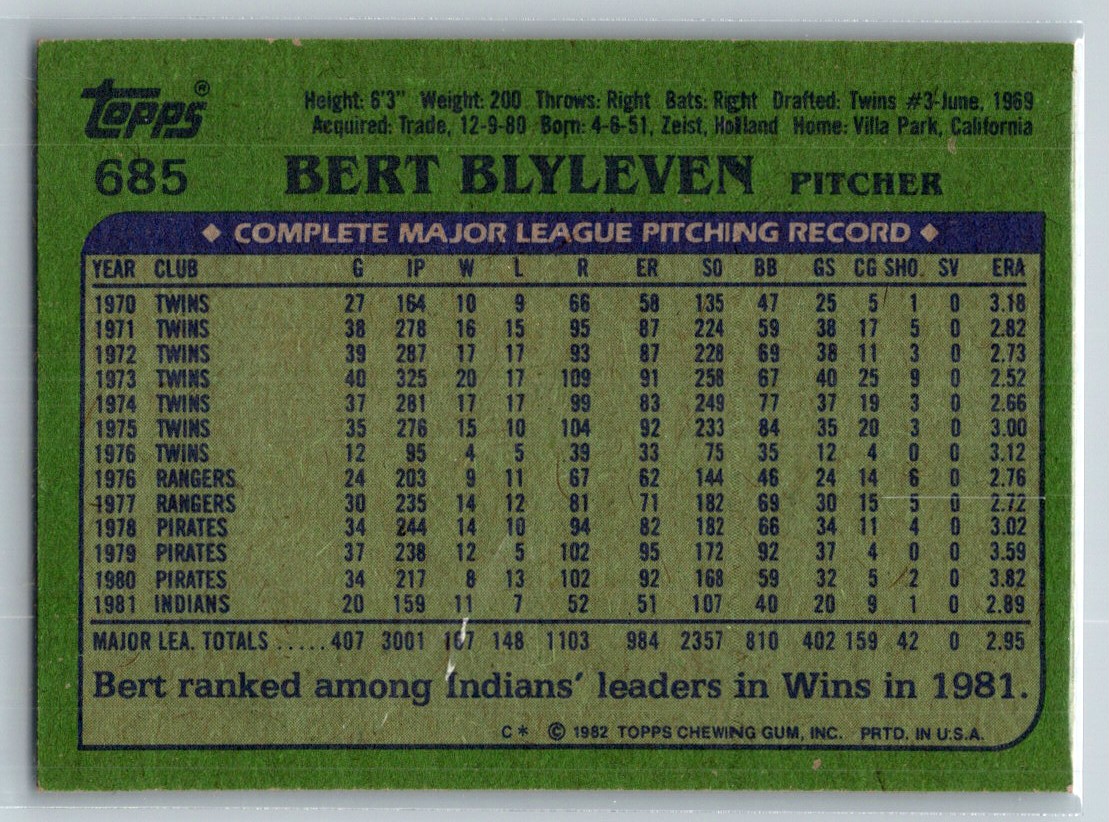 Topps®
Height: 6'3" Weight: 200 Throws: Right Bats: Right Drafted: Twins #3-June, 1969
Acquired: Trade, 12-9-80 Born: 4-6-51, Zeist, Holland Home: Villa Park, California
685 BERT BLYLEVEN PITCHER
◆ COMPLETE MAJOR LEAGUE PITCHING RECORD ◆
YEAR CLUB G IP W L R ER SO BB GS CG SHO. SV ERA
1970 TWINS 27 164 10 9 66 58 135 47 25 5 1 0 3.18
1971 TWINS 38 278 16 15 95 87 224 59 38 17 5 0 2.82
1972 TWINS 39 287 17 17 93 87 228 69 38 11 3 0 2.73
1973 TWINS 40 325 20 17 109 91 258 67 40 25 9 0 2.52
1974 TWINS 37 281 17 17 99 83 249 77 37 19 3 0 2.66
1975 TWINS 35 276 15 10 104 92 233 84 35 20 3 0 3.00
1976 TWINS 12 95 4 5 39 33 75 35 12 4 0 0 3.12
1976 RANGERS 24 203 9 11 67 62 144 46 24 14 6 0 2.76
1977 RANGERS 30 235 14 12 81 71 182 69 30 15 5 0 2.72
1978 PIRATES 34 244 14 10 94 82 182 66 34 11 4 0 3.02
1979 PIRATES 37 238 12 5 102 95 172 92 37 4 0 0 3.59
1980 PIRATES 34 217 8 13 102 92 168 59 32 5 2 0 3.82
1981 INDIANS 20 159 11 7 52 51 107 40 20 9 1 0 2.89
MAJOR LEA. TOTALS ..... 407 3001 167 148 1103 984 2357 810 402 159 42 0 2.95
Bert ranked among Indians' leaders in Wins in 1981.
C* © 1982 TOPPS CHEWING GUM, INC. PRTD. IN U.S.A.